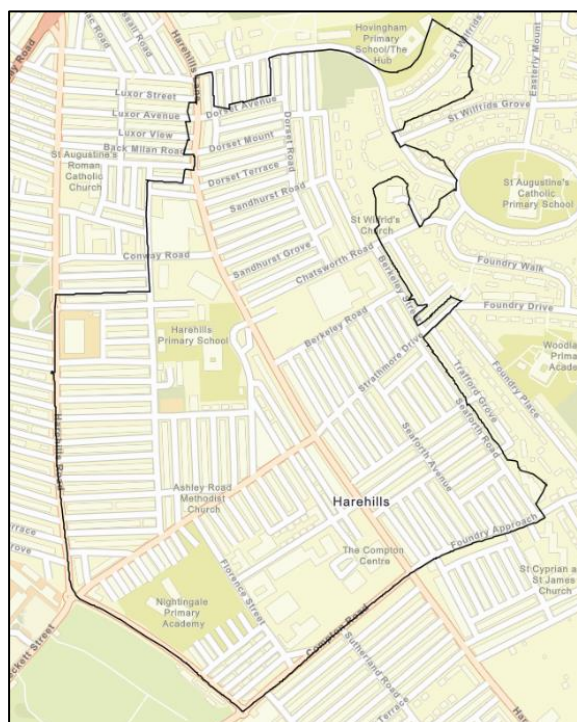 Harehills Lane
Hovingham
Primary
School/The
Hub
St Wilfrids
Easterly Mount
Luxor Street
Luxor Avenue
Luxor View
Back Milan Road
Dorset Avenue
Dorset Mount
Dorset Terrace
Dorset Road
St Wilfrids Grove
St Augustine's
Roman
Catholic
Church
St Augustine's
Catholic
Primary School
Sandhurst Road
St Wilfrid's
Church
Conway Road
Sandhurst Grove
Chatsworth Road
Foundry Walk
Berkeley Street
Foundry Drive
Harehills
Primary School
Berkeley Road
Strathmore Drive
Trafford Grove
Foundry Place
Harehills Road
Seaforth Road
Seaforth Avenue
Ashley Road
Methodist
Church
Harehills
Foundry Approach
The Compton
Centre
Florence Street
St Cyprian a
St James
Church
Nightingale
Primary
Academy
Compton Road
Sutherland Road
Terrace